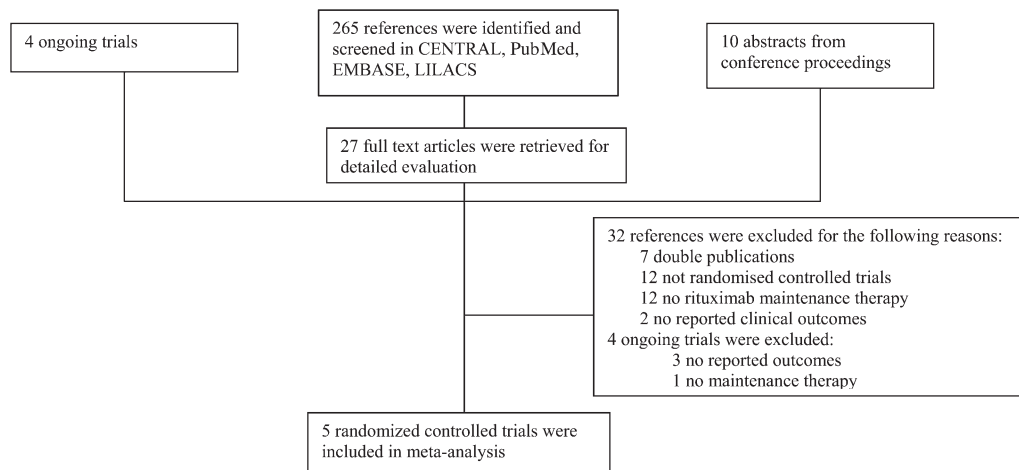 4 ongoing trials
265 references were identified and
screened in CENTRAL, PubMed,
EMBASE, LILACS
10 abstracts from
conference proceedings
27 full text articles were retrieved for
detailed evaluation
32 references were excluded for the following reasons:
7 double publications
12 not randomised controlled trials
12 no rituximab maintenance therapy
2 no reported clinical outcomes
4 ongoing trials were excluded:
3 no reported outcomes
1 no maintenance therapy
5 randomized controlled trials were
included in meta-analysis